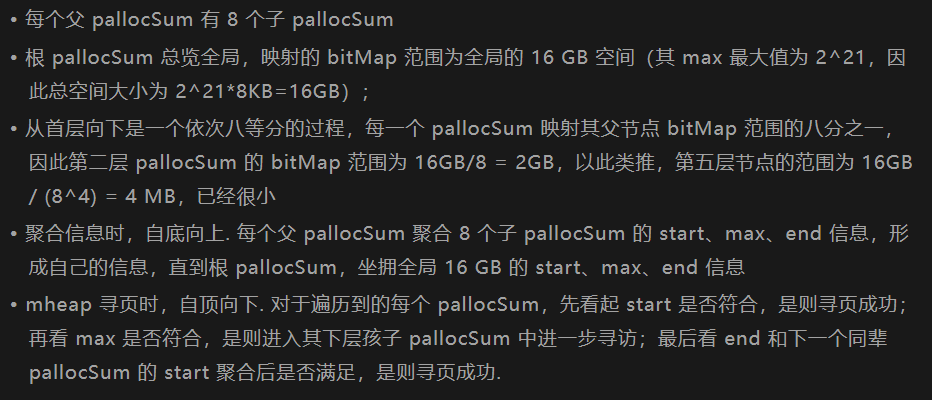 • 每个父 pallocSum 有 8 个子 pallocSum
• 根 pallocSum 总览全局，映射的 bitMap 范围为全局的 16 GB 空间（其 max 最大值为 2^21，因
此总空间大小为 2^21*8KB=16GB）；
• 从首层向下是一个依次八等分的过程，每一个 pallocSum 映射其父节点 bitMap 范围的八分之一，
因此第二层 pallocSum 的 bitMap 范围为 16GB/8 = 2GB，以此类推，第五层节点的范围为 16GB
/ (8^4) = 4 MB，已经很小
• 聚合信息时，自底向上. 每个父 pallocSum 聚合 8 个子 pallocSum 的 start、max、end 信息，形
成自己的信息，直到根 pallocSum，坐拥全局 16 GB 的 start、max、end 信息
• mheap 寻页时，自顶向下. 对于遍历到的每个 pallocSum，先看起 start 是否符合，是则寻页成功；
再看 max 是否符合，是则进入其下层孩子 pallocSum 中进一步寻访；最后看 end 和下一个同辈
pallocSum 的 start 聚合后是否满足，是则寻页成功.